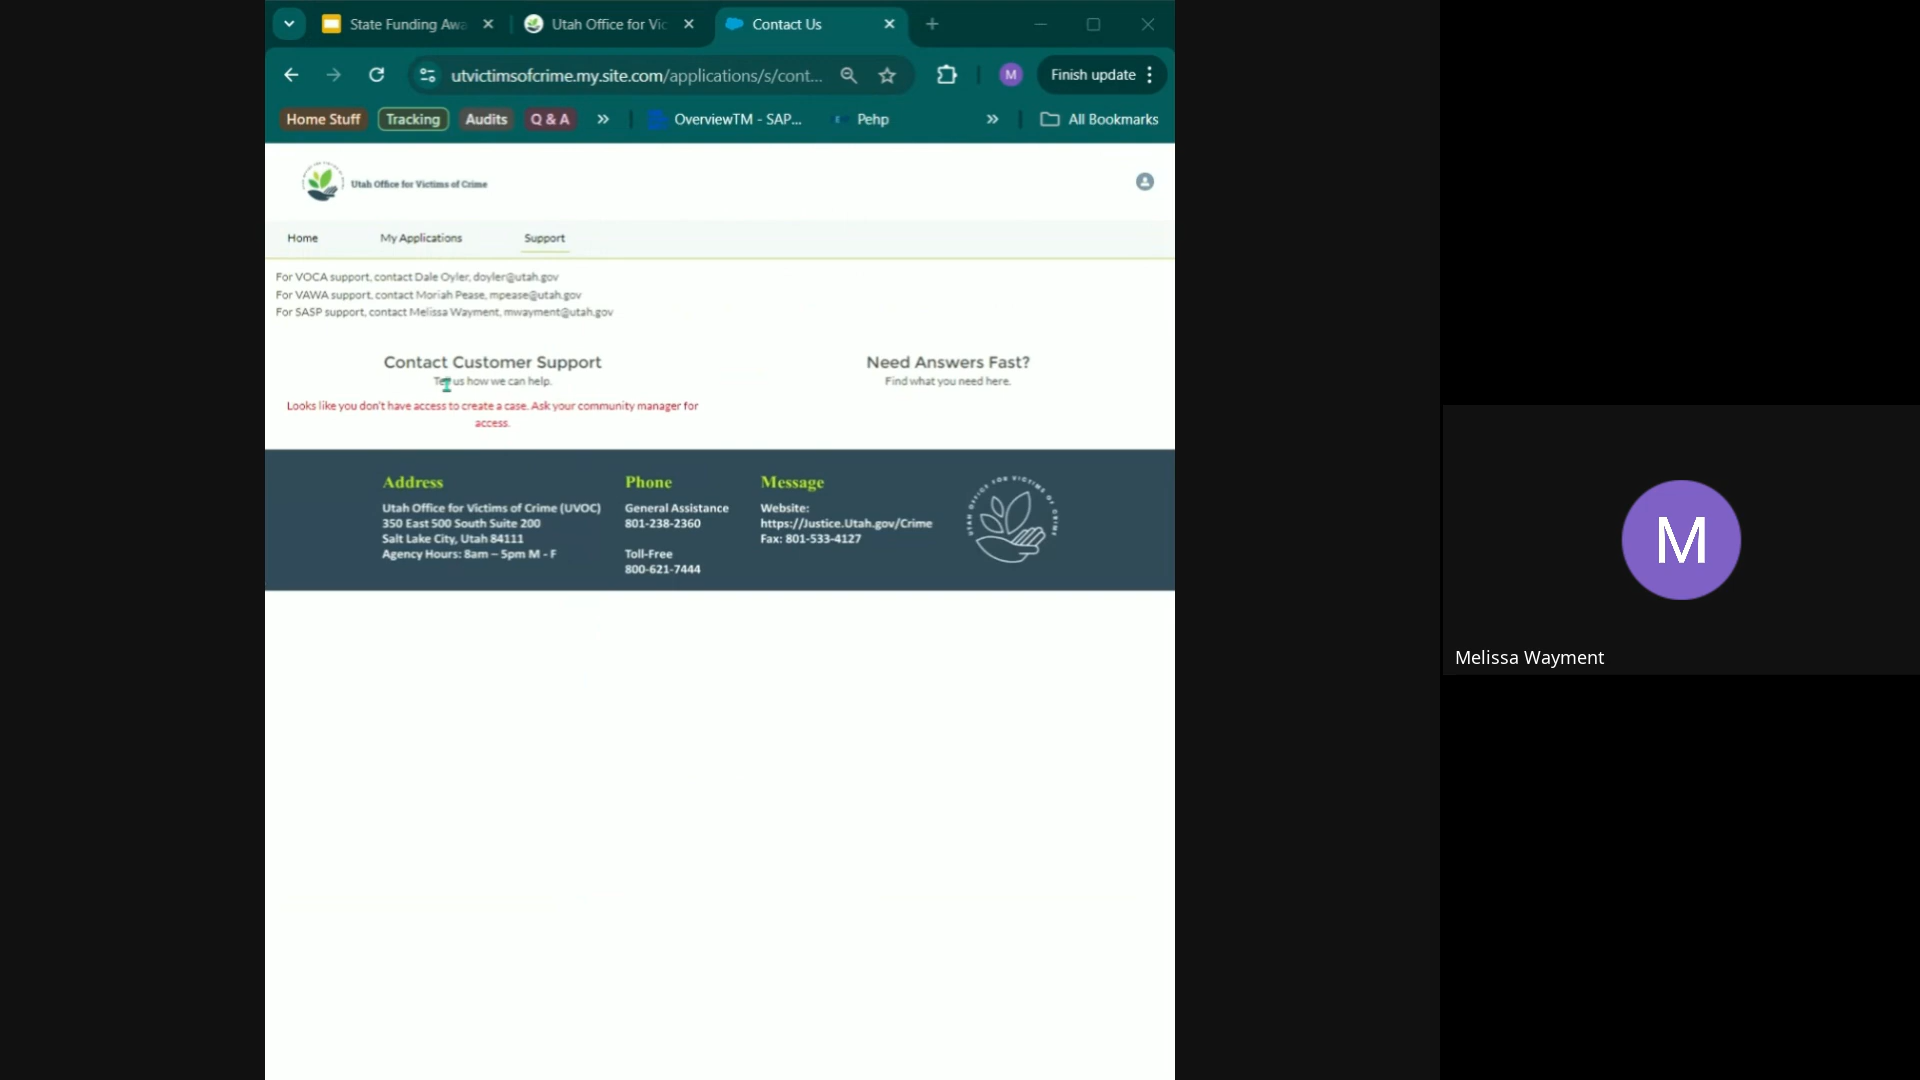 State Funding Awa
Utah Office for Vic
Contact Us
utvictimsofcrime.my.site.com/applications/s/cont...
M
Finish update
Home Stuff
Tracking
Audits
Q & A
»
OverviewTM - SAP...
Pehp
»
All Bookmarks
Utah Office for Victims of Crime
Home
My Applications
Support
For VOCA support, contact Dale Oyler, doyler@utah.gov
For VAWA support, contact Moriah Pease, mpease@utah.gov
For SASP support, contact Melissa Wayment, mwayment@utah.gov
Contact Customer Support
Tell us how we can help.
Looks like you don't have access to create a case. Ask your community manager for
access.
Need Answers Fast?
Find what you need here.
Address
Utah Office for Victims of Crime (UVOC)
350 East 500 South Suite 200
Salt Lake City, Utah 84111
Agency Hours: 8am – 5pm M - F
Phone
General Assistance
801-238-2360
Toll-Free
800-621-7444
Message
Website:
https://Justice.Utah.gov/Crime
Fax: 801-533-4127
UTAH OFFICE FOR VICTIMS OF CRIME
M
Melissa Wayment